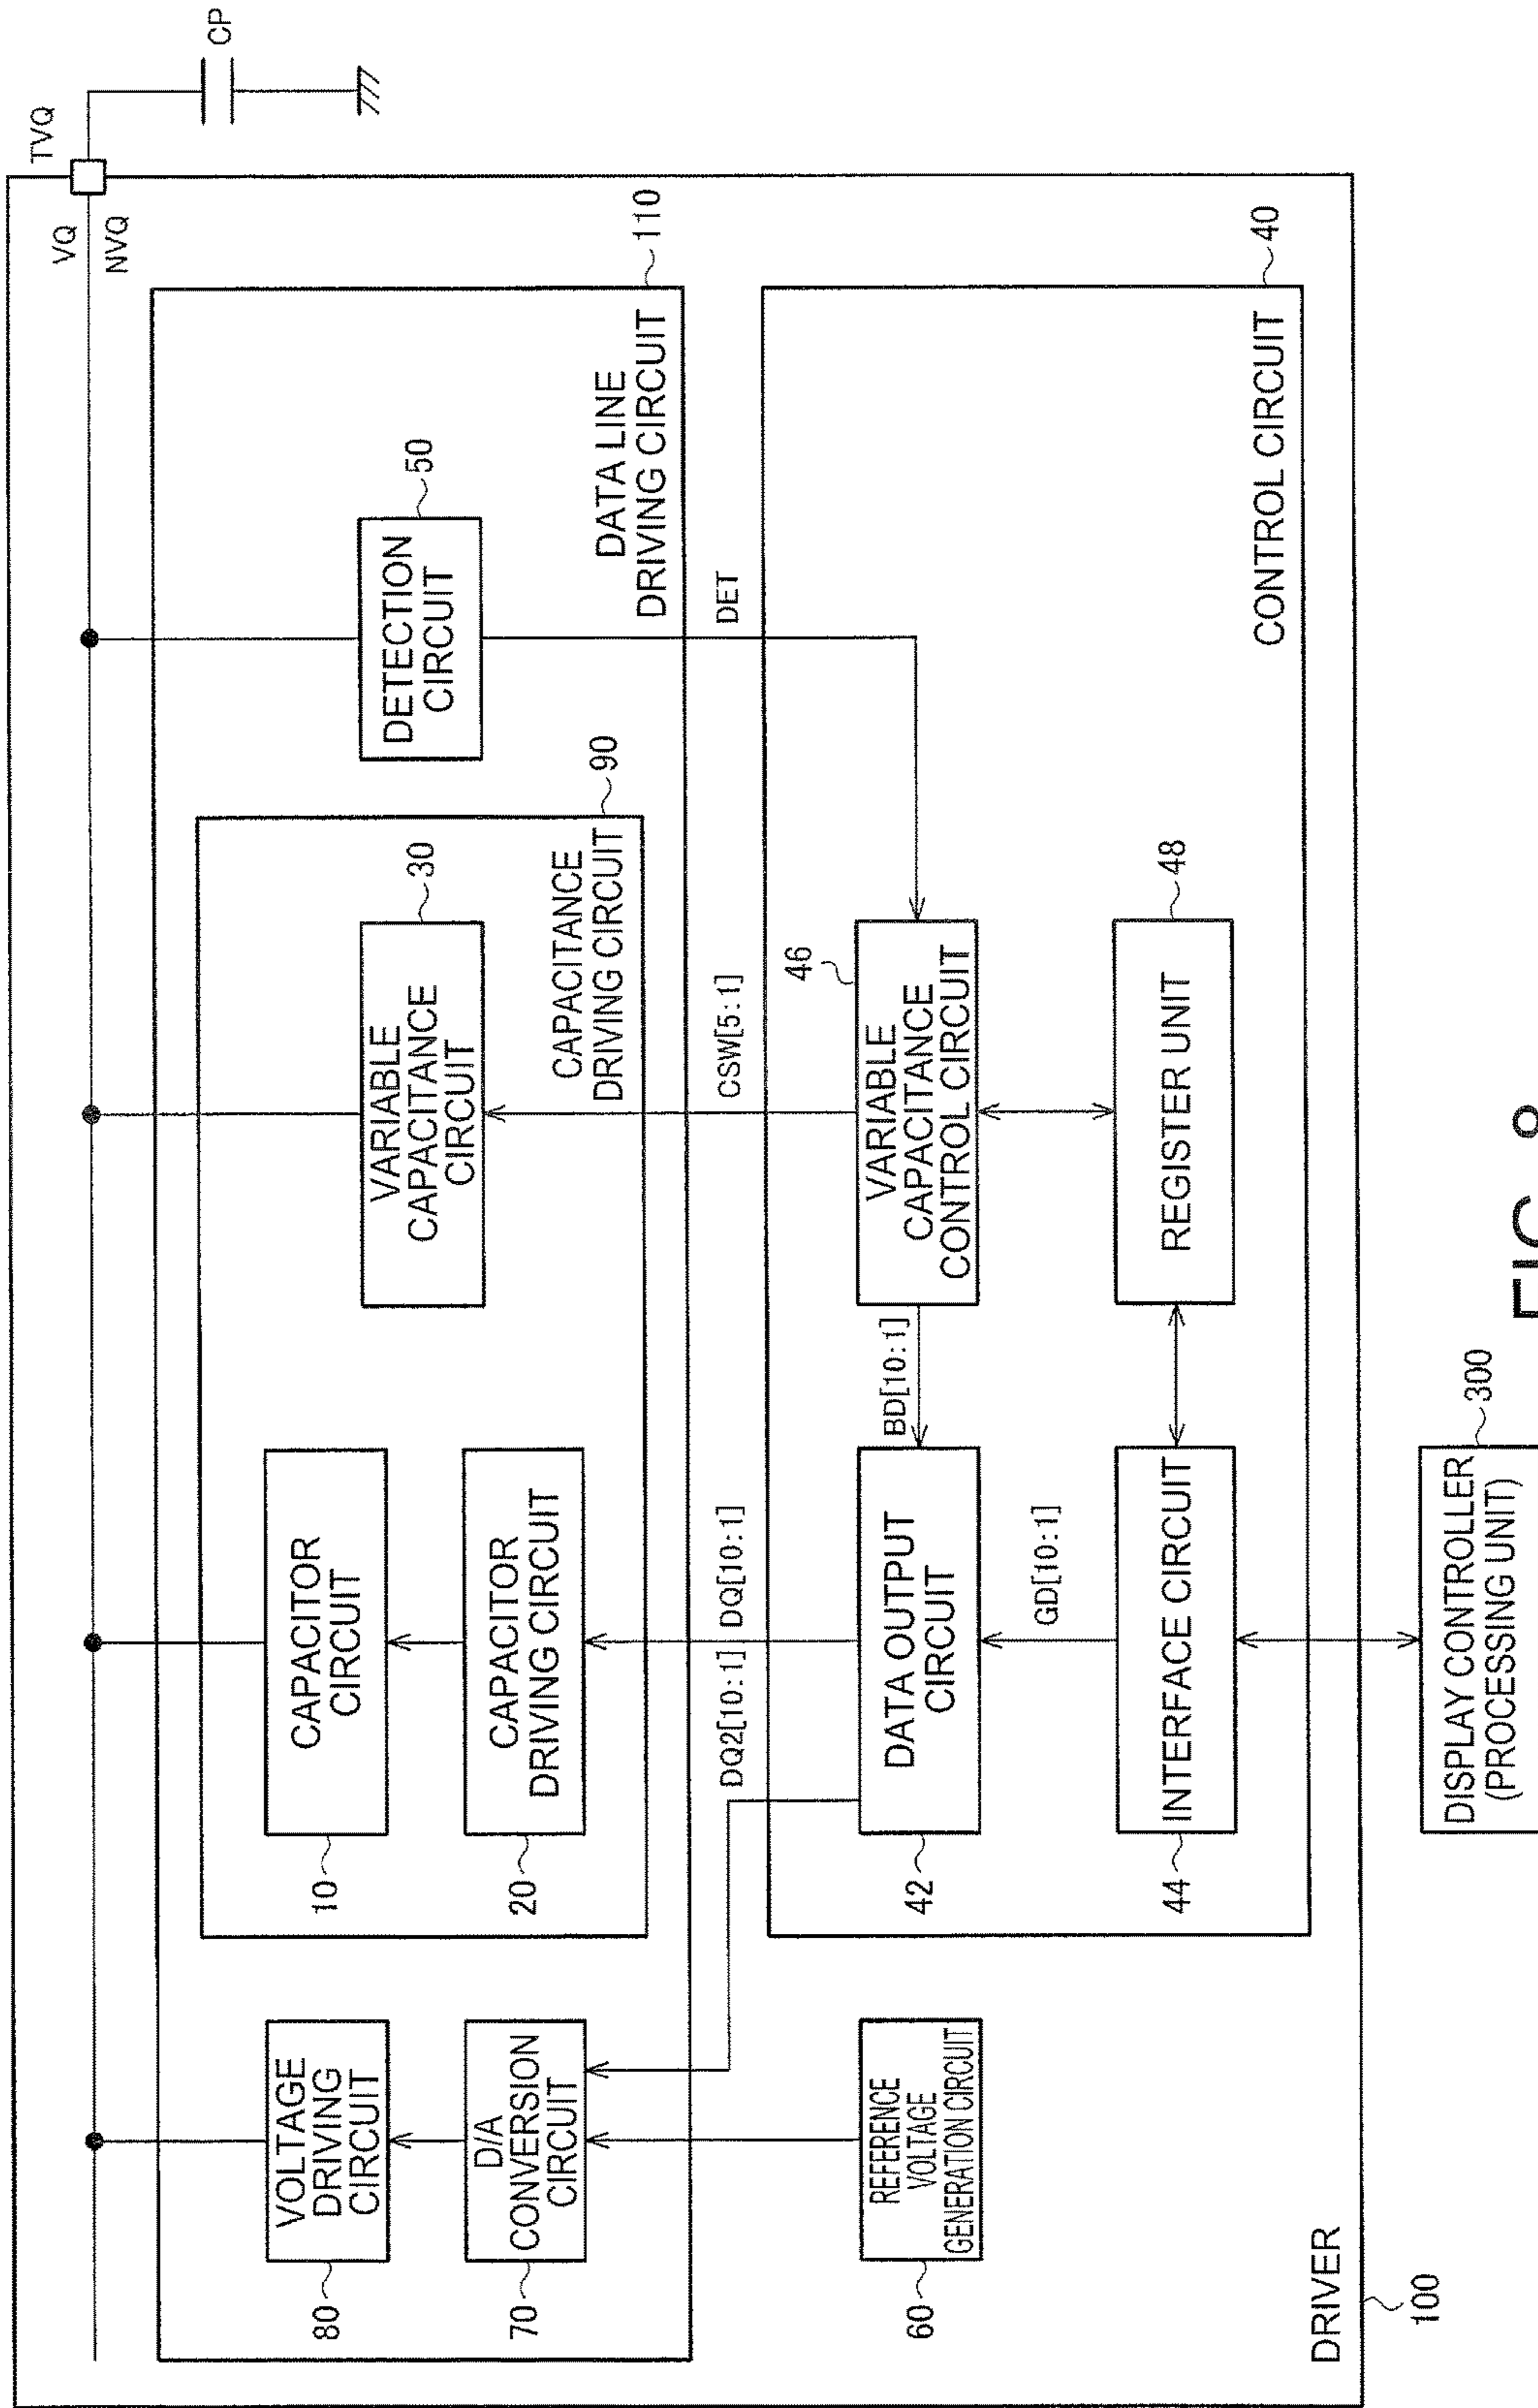 TVQ
VQ
NVQ
CP
110
DATA LINE
DRIVING CIRCUIT
50
DETECTION
CIRCUIT
90
CAPACITANCE
DRIVING CIRCUIT
30
VARIABLE
CAPACITANCE
CIRCUIT
CAPACITOR
CIRCUIT
10
CAPACITOR
DRIVING CIRCUIT
20
VOLTAGE
DRIVING
CIRCUIT
80
D/A
CONVERSION
CIRCUIT
70
DET
CSW[5:1]
DQ[10:1]
DQ2[10:1]
40
CONTROL CIRCUIT
46
VARIABLE
CAPACITANCE
CONTROL CIRCUIT
48
REGISTER UNIT
BD[10:1]
DATA OUTPUT
CIRCUIT
42
GD[10:1]
INTERFACE CIRCUIT
44
REFERENCE
VOLTAGE
GENERATION CIRCUIT
60
DRIVER
100
300
DISPLAY CONTROLLER
(PROCESSING UNIT)
FIG. 8